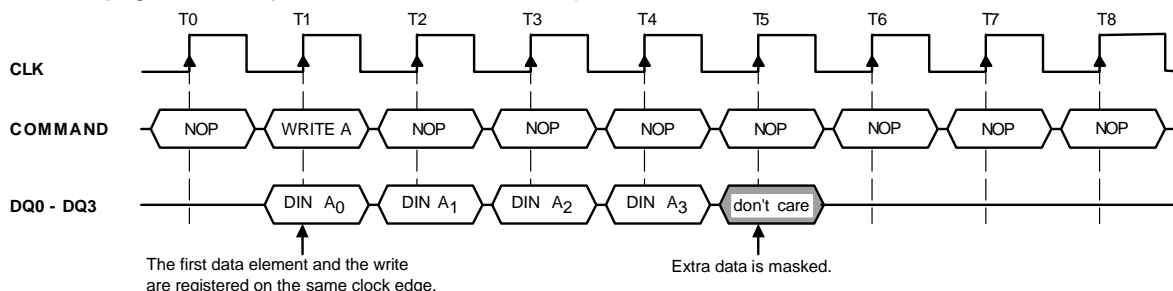 T0 T1 T2 T3 T4 T5 T6 T7 T8
CLK
COMMAND NOP WRITE A NOP NOP NOP NOP NOP NOP NOP
DQ0 - DQ3 DIN A0 DIN A1 DIN A2 DIN A3 don't care
The first data element and the write Extra data is masked.
are registered on the same clock edge.